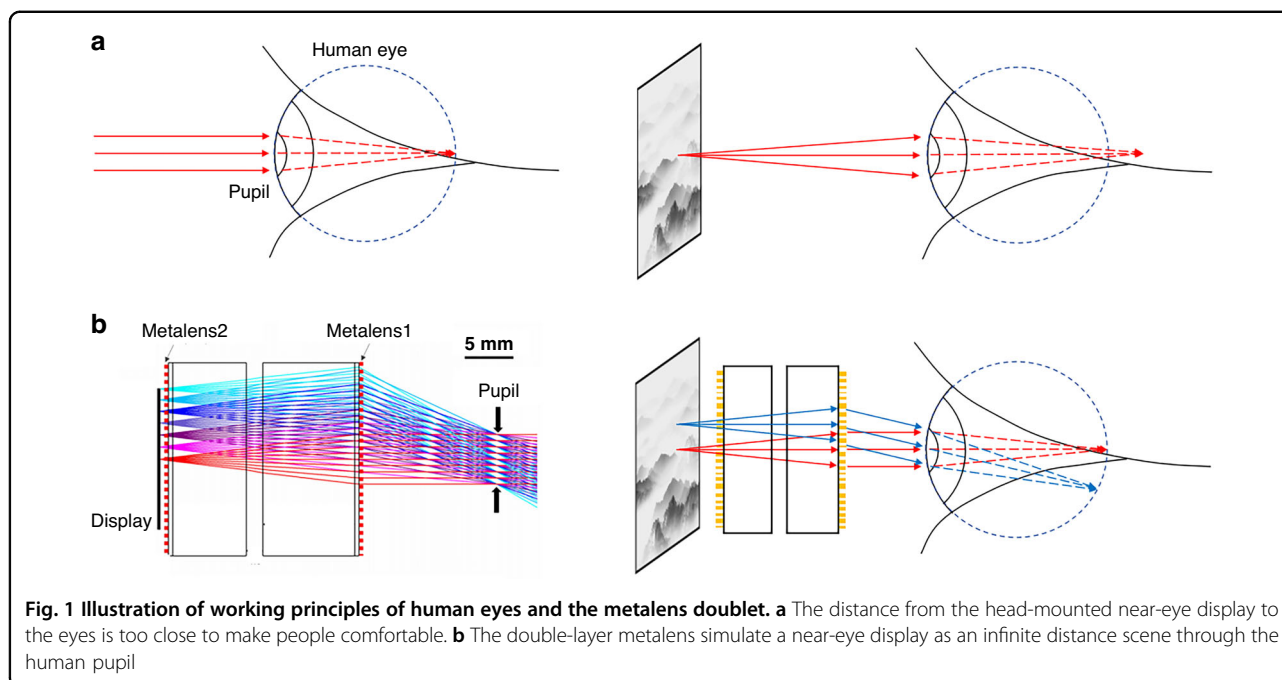 a
Human eye
Pupil
b
Metalens2
Metalens1
5 mm
Pupil
Display
Fig. 1 Illustration of working principles of human eyes and the metalens doublet. a The distance from the head-mounted near-eye display to
the eyes is too close to make people comfortable. b The double-layer metalens simulate a near-eye display as an infinite distance scene through the
human pupil